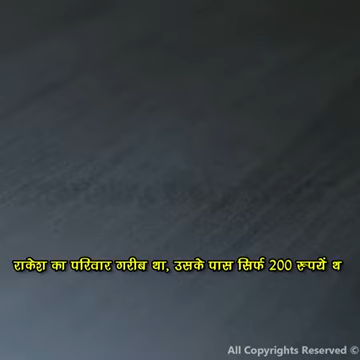 राकेश का परिवार गरीब था, उसके पास सिर्फ 200 रूपयें थ
All Copyrights Reserved ©